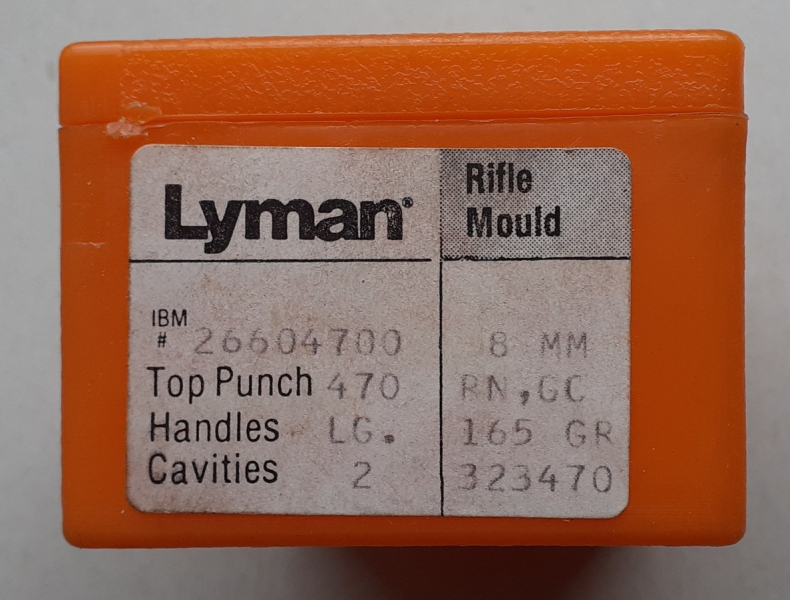 Lyman®
Rifle
Mould
IBM
# 26604700
Top Punch 470
Handles LG.
Cavities 2
8 MM
RN,GC
165 GR
323470